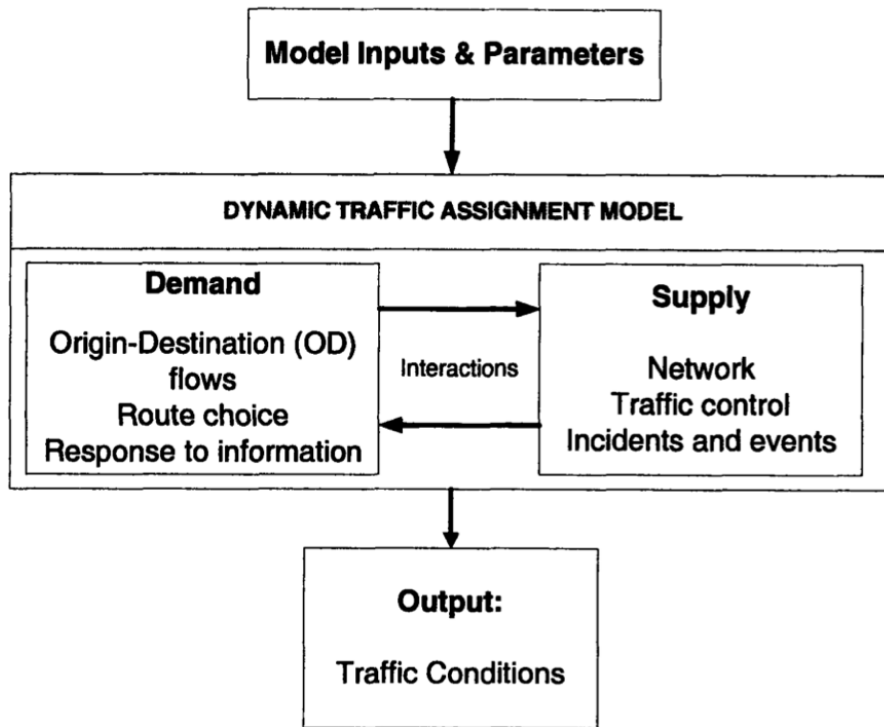 Model Inputs & Parameters
DYNAMIC TRAFFIC ASSIGNMENT MODEL
Demand
Origin-Destination (OD)
flows
Route choice
Response to information
Interactions
Supply
Network
Traffic control
Incidents and events
Output:
Traffic Conditions